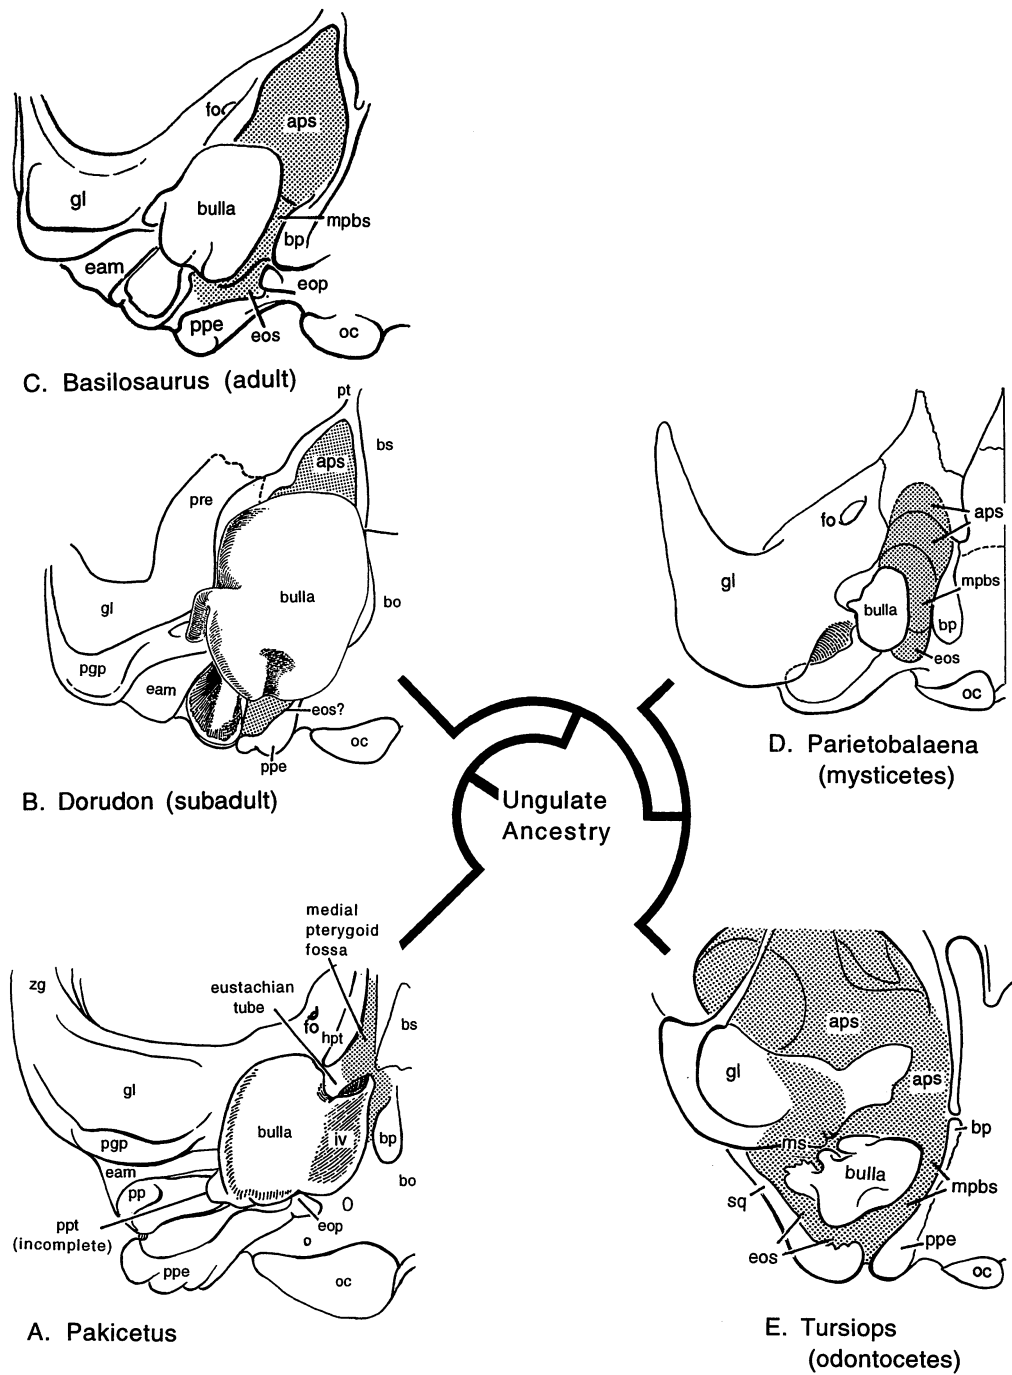 fo
aps
gl
bulla
mpbs
bp
eam
eop
ppe
eos
oc
C. Basilosaurus (adult)
pt
bs
aps
pre
bulla
gl
bo
pgp
eam
eos?
oc
ppe
B. Dorudon (subadult)
aps
fo
gl
mpbs
bulla
bp
eos
oc
D. Parietobalaena
(mysticetes)
Ungulate
Ancestry
medial
pterygoid
fossa
zg
eustachian
tube
fo
hpt
bs
gl
bulla
iv
pgp
bp
eam
pp
bo
ppt
(incomplete)
eop
ppe
oc
A. Pakicetus
aps
gl
aps
bp
ms
bulla
mpbs
sq
eos
ppe
oc
E. Tursiops
(odontocetes)